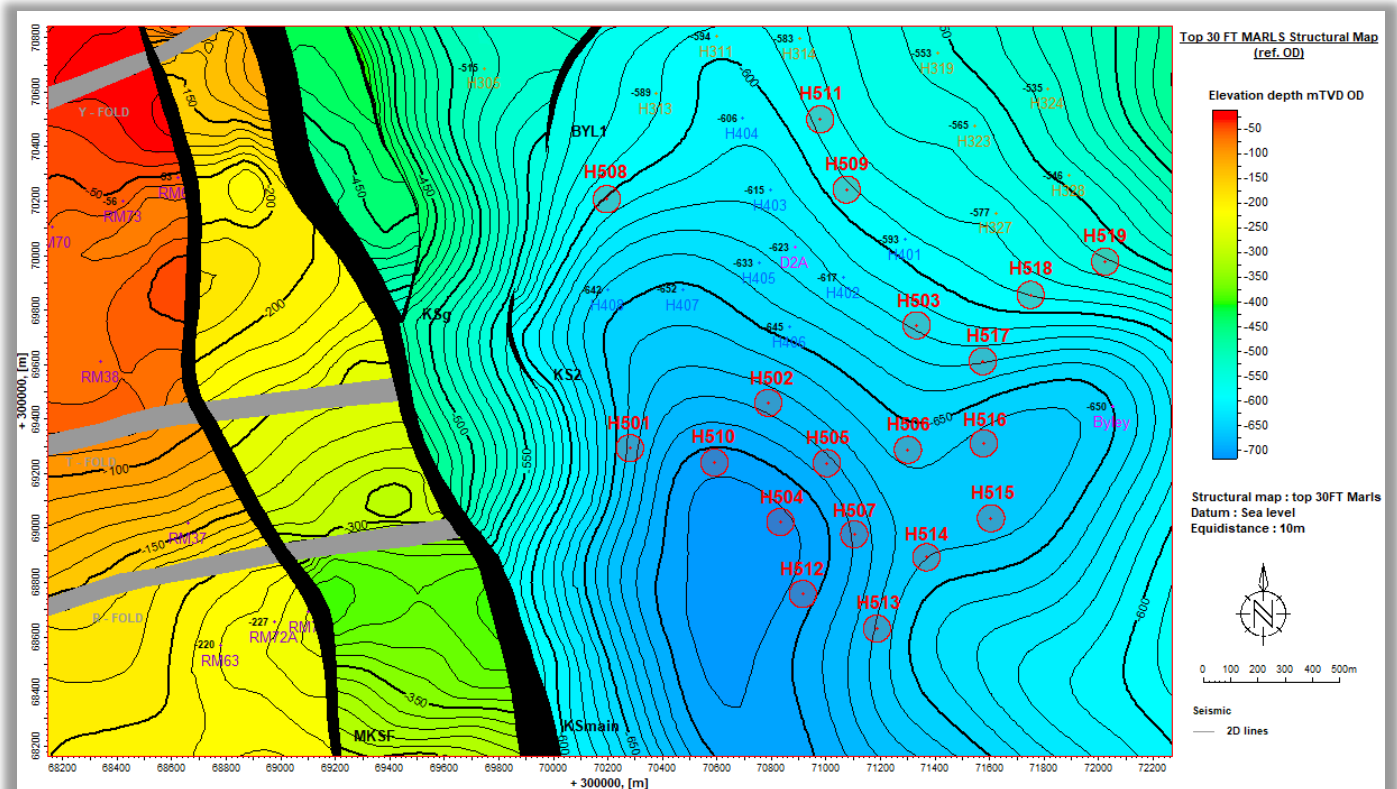 Top 30 FT MARLS Structural Map
(ref. OD)
Elevation depth mTVD OD
-50
-100
-150
-200
-250
-300
-350
-400
-450
-500
-550
-600
-650
-700
Structural map : top 30FT Marls
Datum : Sea level
Equidistance : 10m
N
0 100 200 300 400 500m
Seismic
2D lines
+ 300000, [m]
78800
70600
70400
70200
70000
69800
69600
69400
69200
69000
68800
68600
68400
68200
68200 68400 68600 68800 69000 69200 69400 69600 69800 70000 70200 70400 70600 70800 71000 71200 71400 71600 71800 72000 72200
+ 300000, [m]
Y - FOLD
R - FOLD
BYL1
KSg
KS2
KSmain
MKSF
-515
H306
-594
H311
-583
H314
-553
H319
-535
H324
-589
H313
-606
H404
-565
H323
-546
H328
-615
H403
-577
H327
-593
H401
-623
D2A
-633
H405
-617
H402
-642
H408
-652
H407
-645
H406
-650
Byley
H511
H509
H508
H519
H518
H503
H517
H502
H501
H510
H505
H506
H516
H504
H507
H515
H514
H512
H513
-56
RM73
RM38
RM37
-227
RM72A
-220
RM63
-150
-200
-50
-200
-100
-150
-300
-350
-450
-450
-500
-550
-600
-650
-600
-650
-600